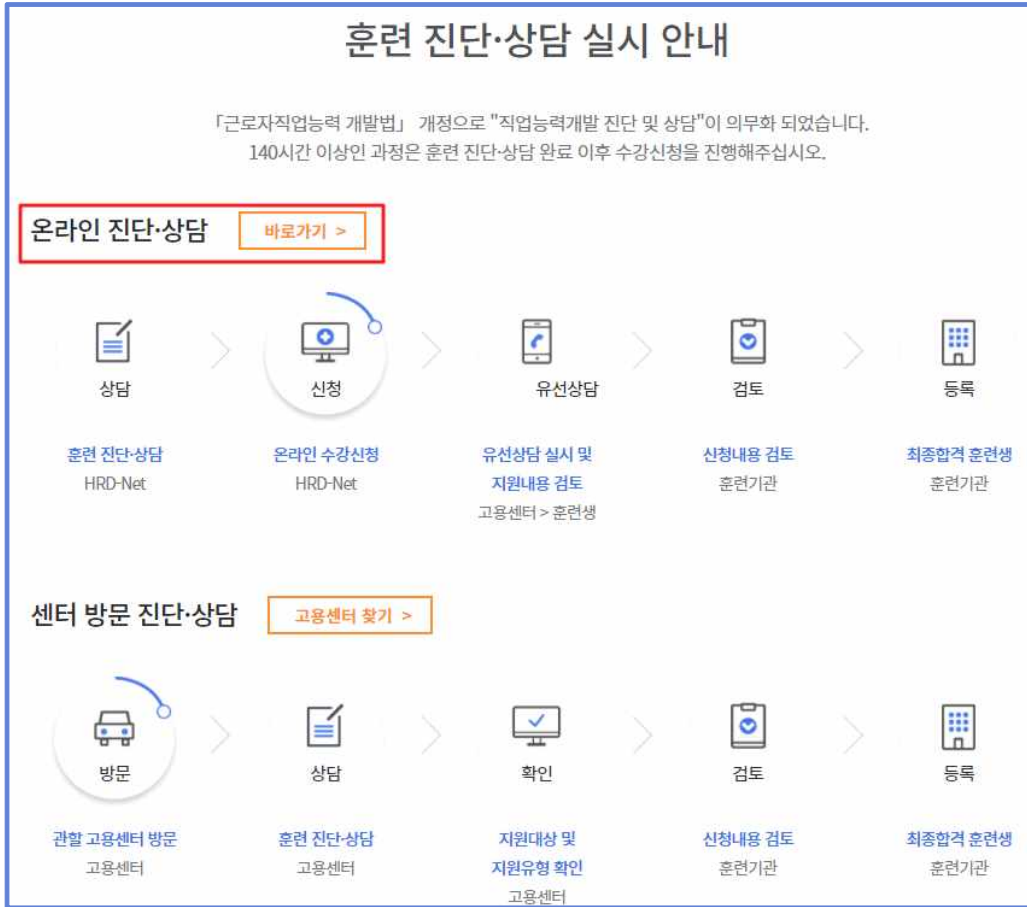 훈련 진단·상담 실시 안내
「근로자직업능력 개발법」 개정으로 "직업능력개발 진단 및 상담"이 의무화 되었습니다.
140시간 이상인 과정은 훈련 진단·상담 완료 이후 수강신청을 진행해주십시오.
온라인 진단·상담 바로가기 >
상담 신청 유선상담 검토 등록
훈련 진단·상담 온라인 수강신청 유선상담 실시 및 신청내용 검토 최종합격 훈련생
HRD-Net HRD-Net 지원내용 검토 훈련기관 훈련기관
고용센터 > 훈련생
센터 방문 진단·상담 고용센터 찾기 >
방문 상담 확인 검토 등록
관할 고용센터 방문 훈련 진단·상담 지원대상 및 신청내용 검토 최종합격 훈련생
고용센터 고용센터 지원유형 확인 훈련기관 훈련기관
고용센터